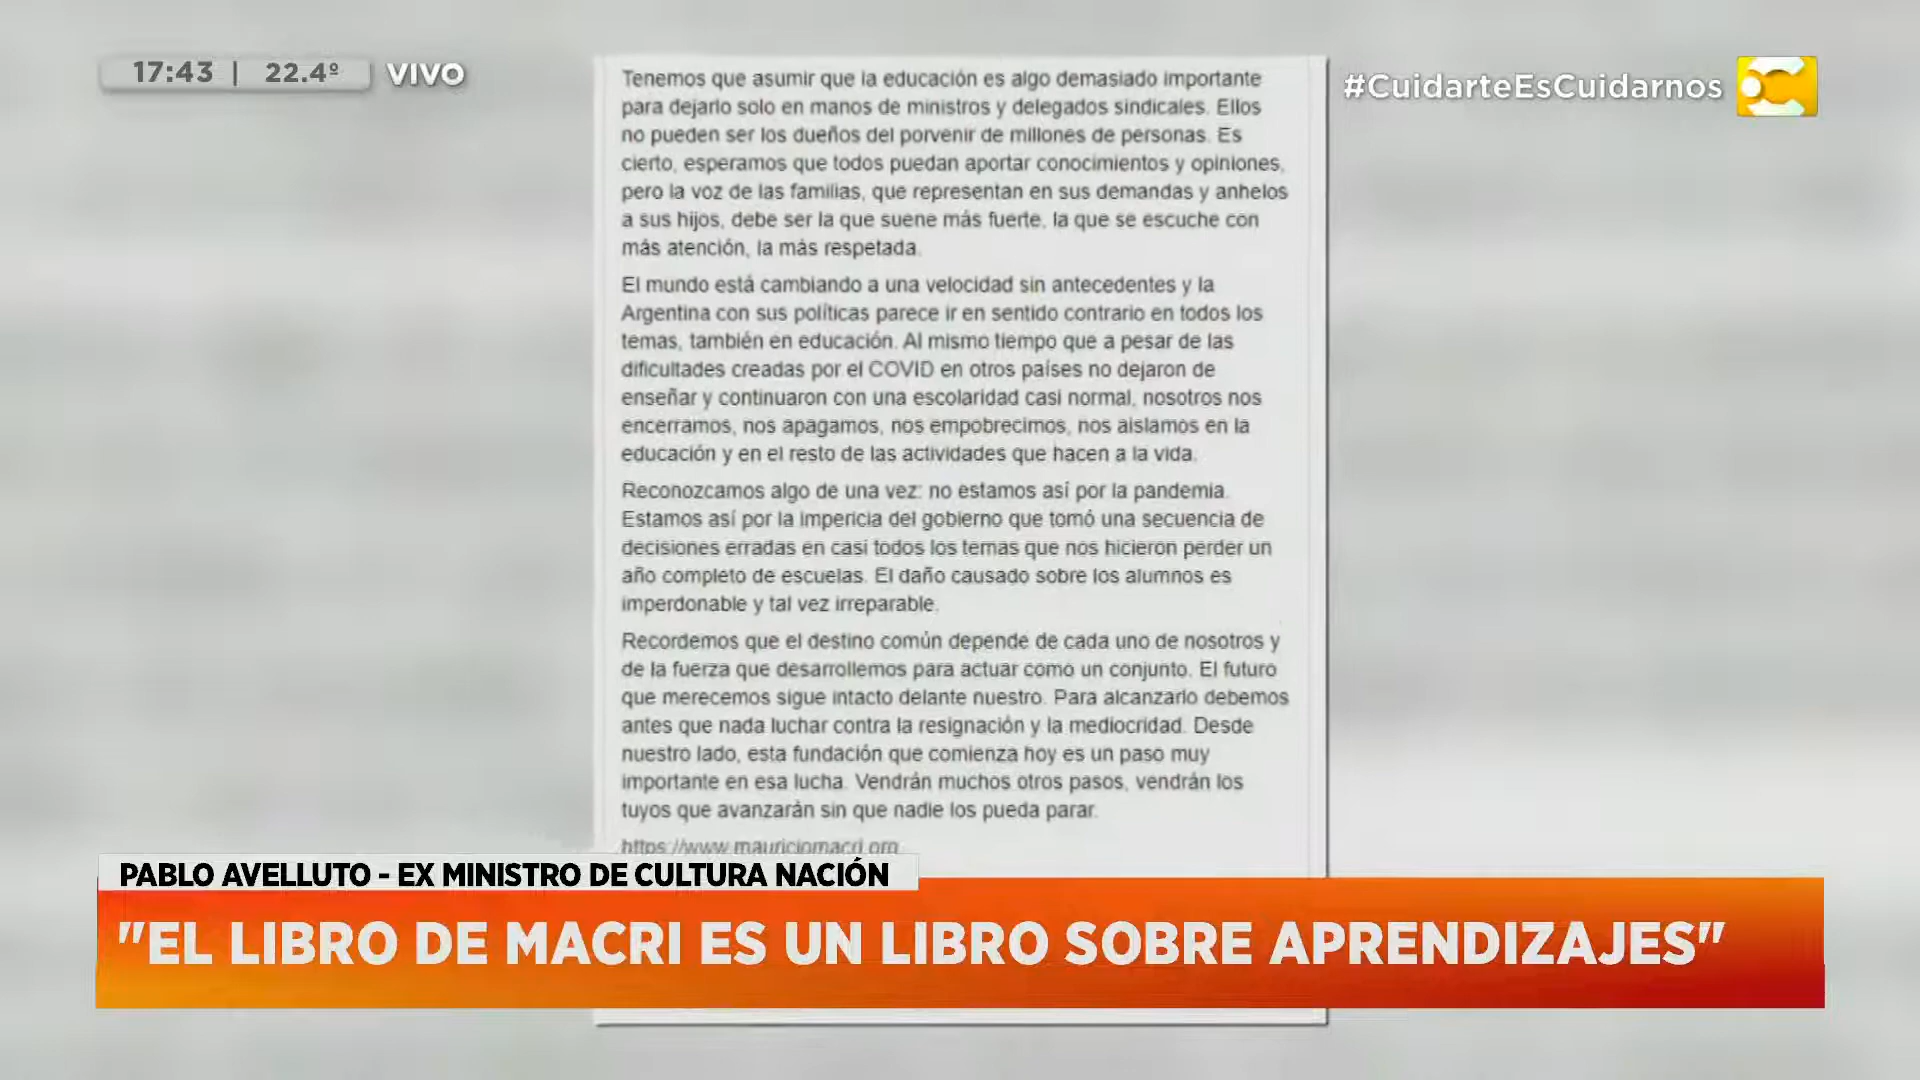 17:43 | 22.4º VIVO
#CuidarteEsCuidarnos
Tenemos que asumir que la educación es algo demasiado importante
para dejarlo solo en manos de ministros y delegados sindicales. Ellos
no pueden ser los dueños del porvenir de millones de personas. Es
cierto, esperamos que todos puedan aportar conocimientos y opiniones,
pero la voz de las familias, que representan en sus demandas y anhelos
a sus hijos, debe ser la que suene más fuerte, la que se escuche con
más atención, la más respetada.
El mundo está cambiando a una velocidad sin antecedentes y la
Argentina con sus políticas parece ir en sentido contrario en todos los
temas, también en educación. Al mismo tiempo que a pesar de las
dificultades creadas por el COVID en otros países no dejaron de
enseñar y continuaron con una escolaridad casi normal, nosotros nos
encerramos, nos apagamos, nos empobrecimos, nos aislamos en la
educación y en el resto de las actividades que hacen a la vida.
Reconozcamos algo de una vez: no estamos así por la pandemia.
Estamos así por la impericia del gobierno que tomó una secuencia de
decisiones erradas en casi todos los temas que nos hicieron perder un
año completo de escuelas. El daño causado sobre los alumnos es
imperdonable y tal vez irreparable.
Recordemos que el destino común depende de cada uno de nosotros y
de la fuerza que desarrollemos para actuar como un conjunto. El futuro
que merecemos sigue intacto delante nuestro. Para alcanzarlo debemos
antes que nada luchar contra la resignación y la mediocridad. Desde
nuestro lado, esta fundación que comienza hoy es un paso muy
importante en esa lucha. Vendrán muchos otros pasos, vendrán los
tuyos que avanzarán sin que nadie los pueda parar.
https://www.mauriciomacri.org
PABLO AVELLUTO - EX MINISTRO DE CULTURA NACIÓN
"EL LIBRO DE MACRI ES UN LIBRO SOBRE APRENDIZAJES"